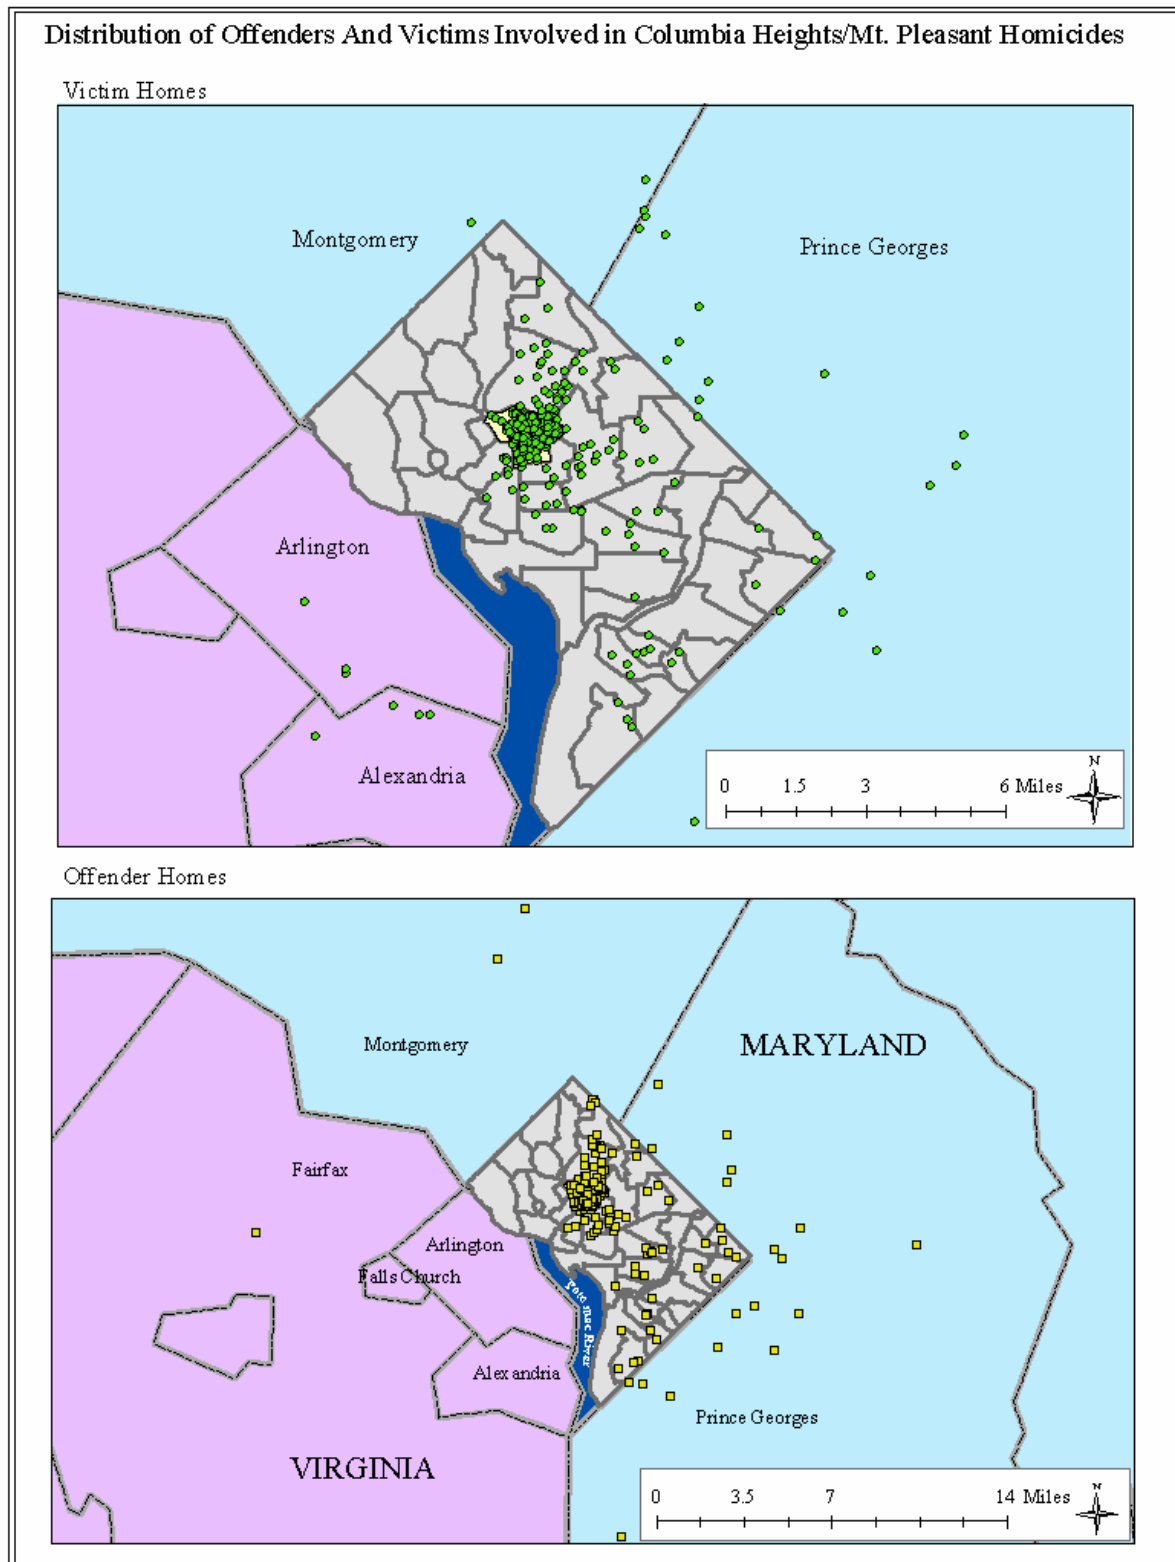 Distribution of Offenders And Victims Involved in Columbia Heights/Mt. Pleasant Homicides
Victim Homes
Montgomery
Prince Georges
Arlington
Alexandria
N
0 1.5 3 6 Miles
Offender Homes
Montgomery
MARYLAND
Fairfax
Arlington
Falls Church
Potomac River
Alexandria
Prince Georges
VIRGINIA
N
0 3.5 7 14 Miles